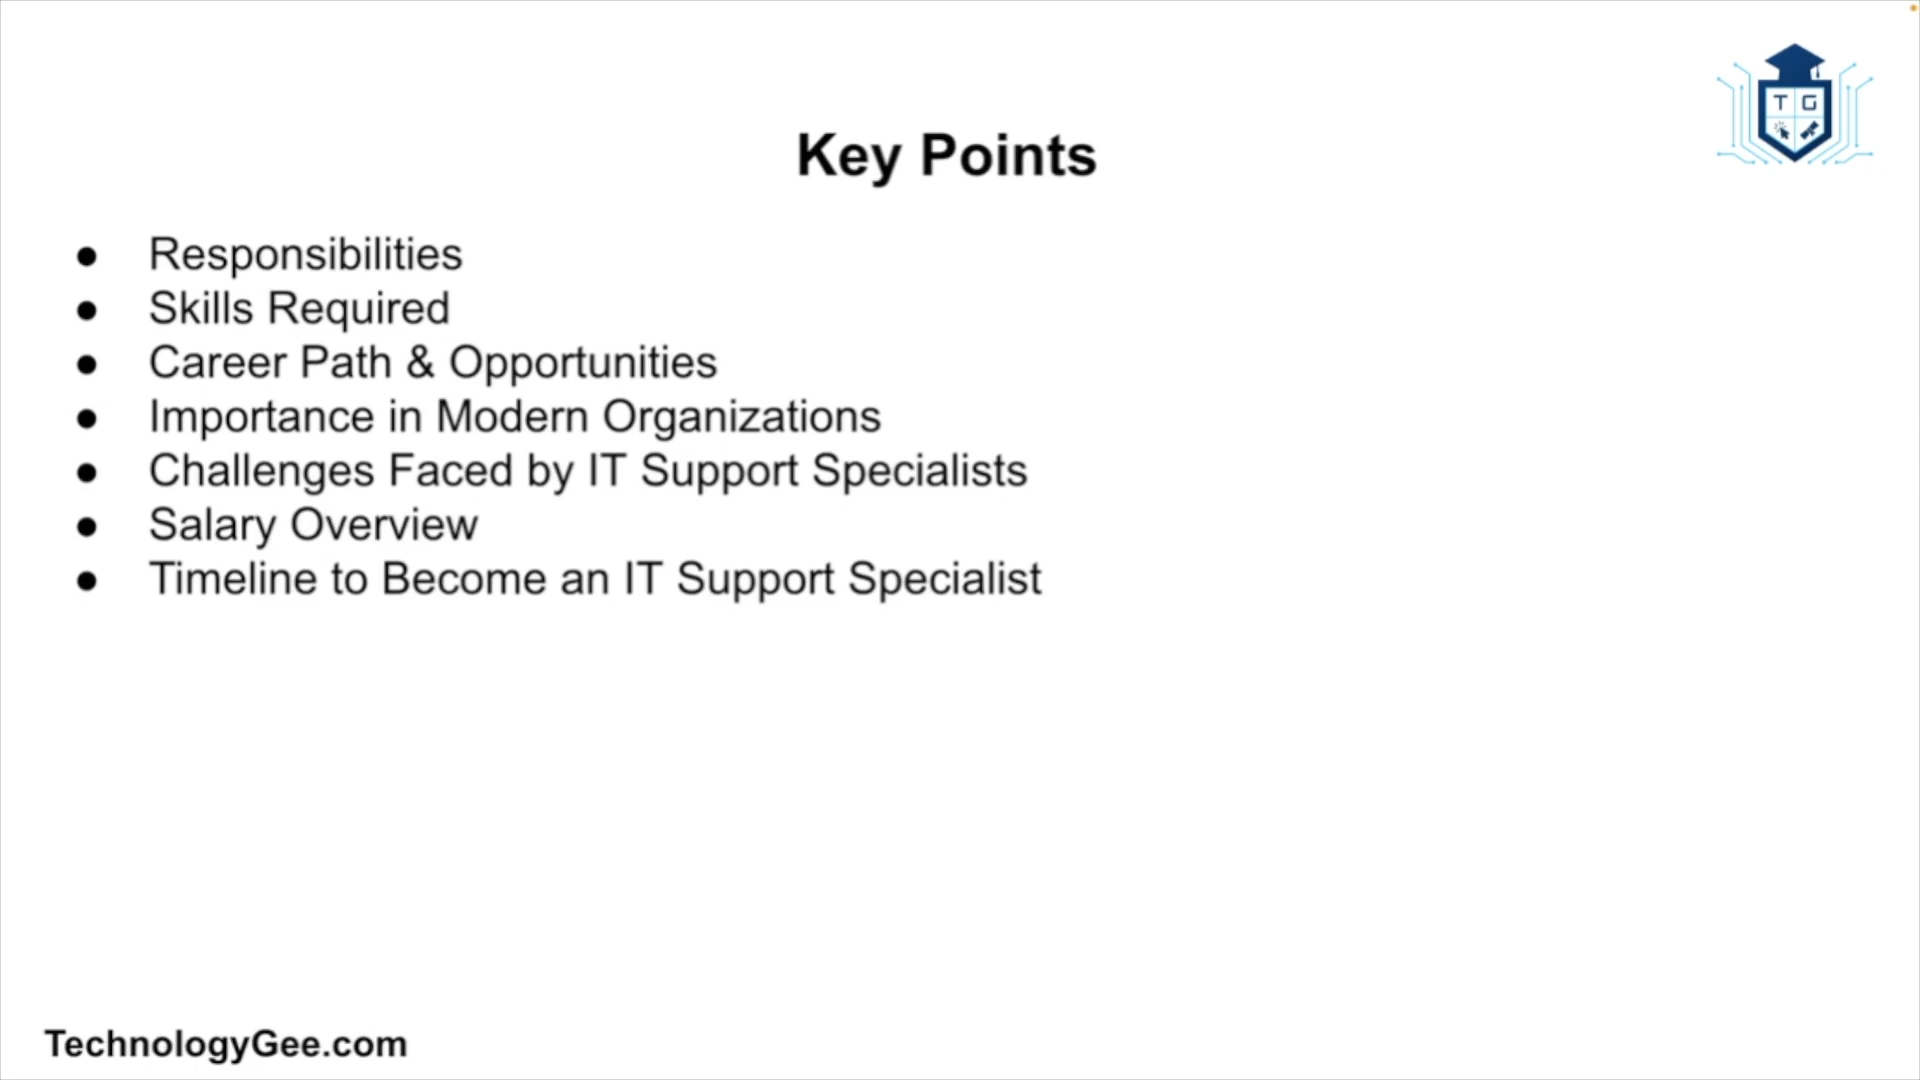 T G
Key Points
● Responsibilities
● Skills Required
● Career Path & Opportunities
● Importance in Modern Organizations
● Challenges Faced by IT Support Specialists
● Salary Overview
● Timeline to Become an IT Support Specialist
TechnologyGee.com